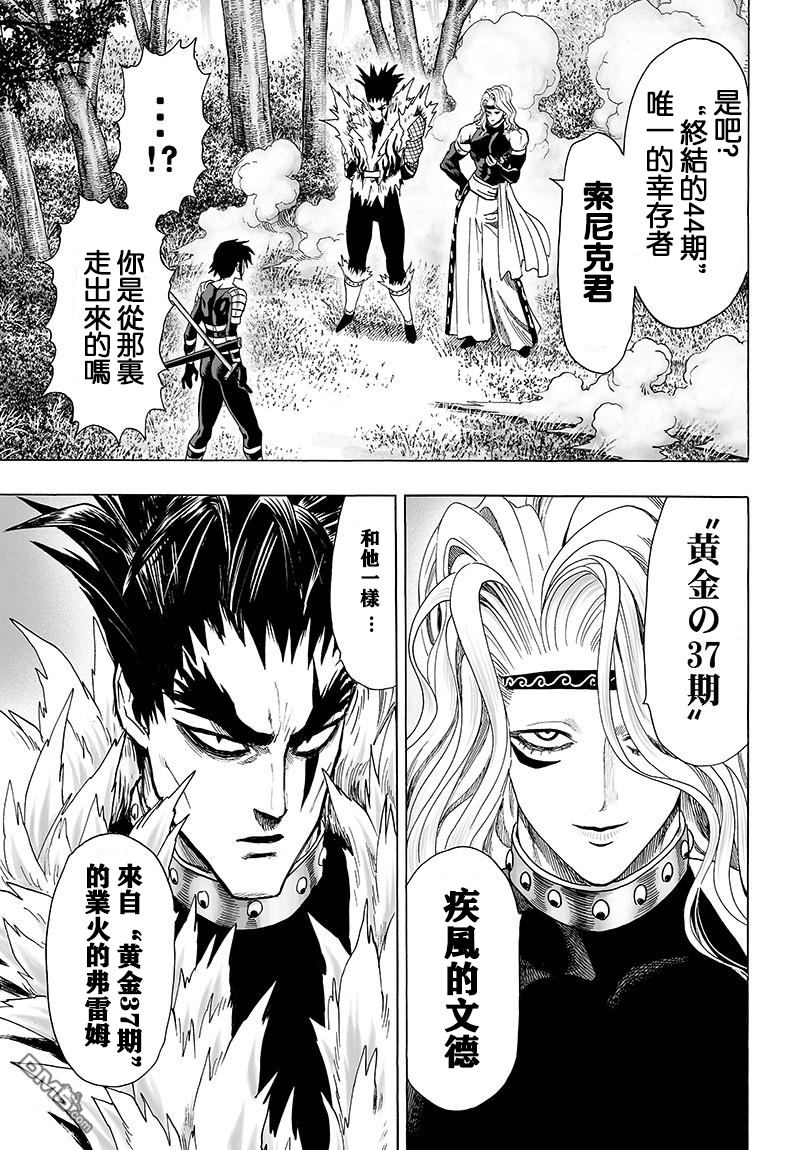 是吧?
“終結的44期”
唯一的幸存者
索尼克君
…!?
你是從那裏
走出來的嗎
“黄金の37期”
疾風的文德
和他一樣…
來自“黄金37期”
的業火的弗雷姆
DMB